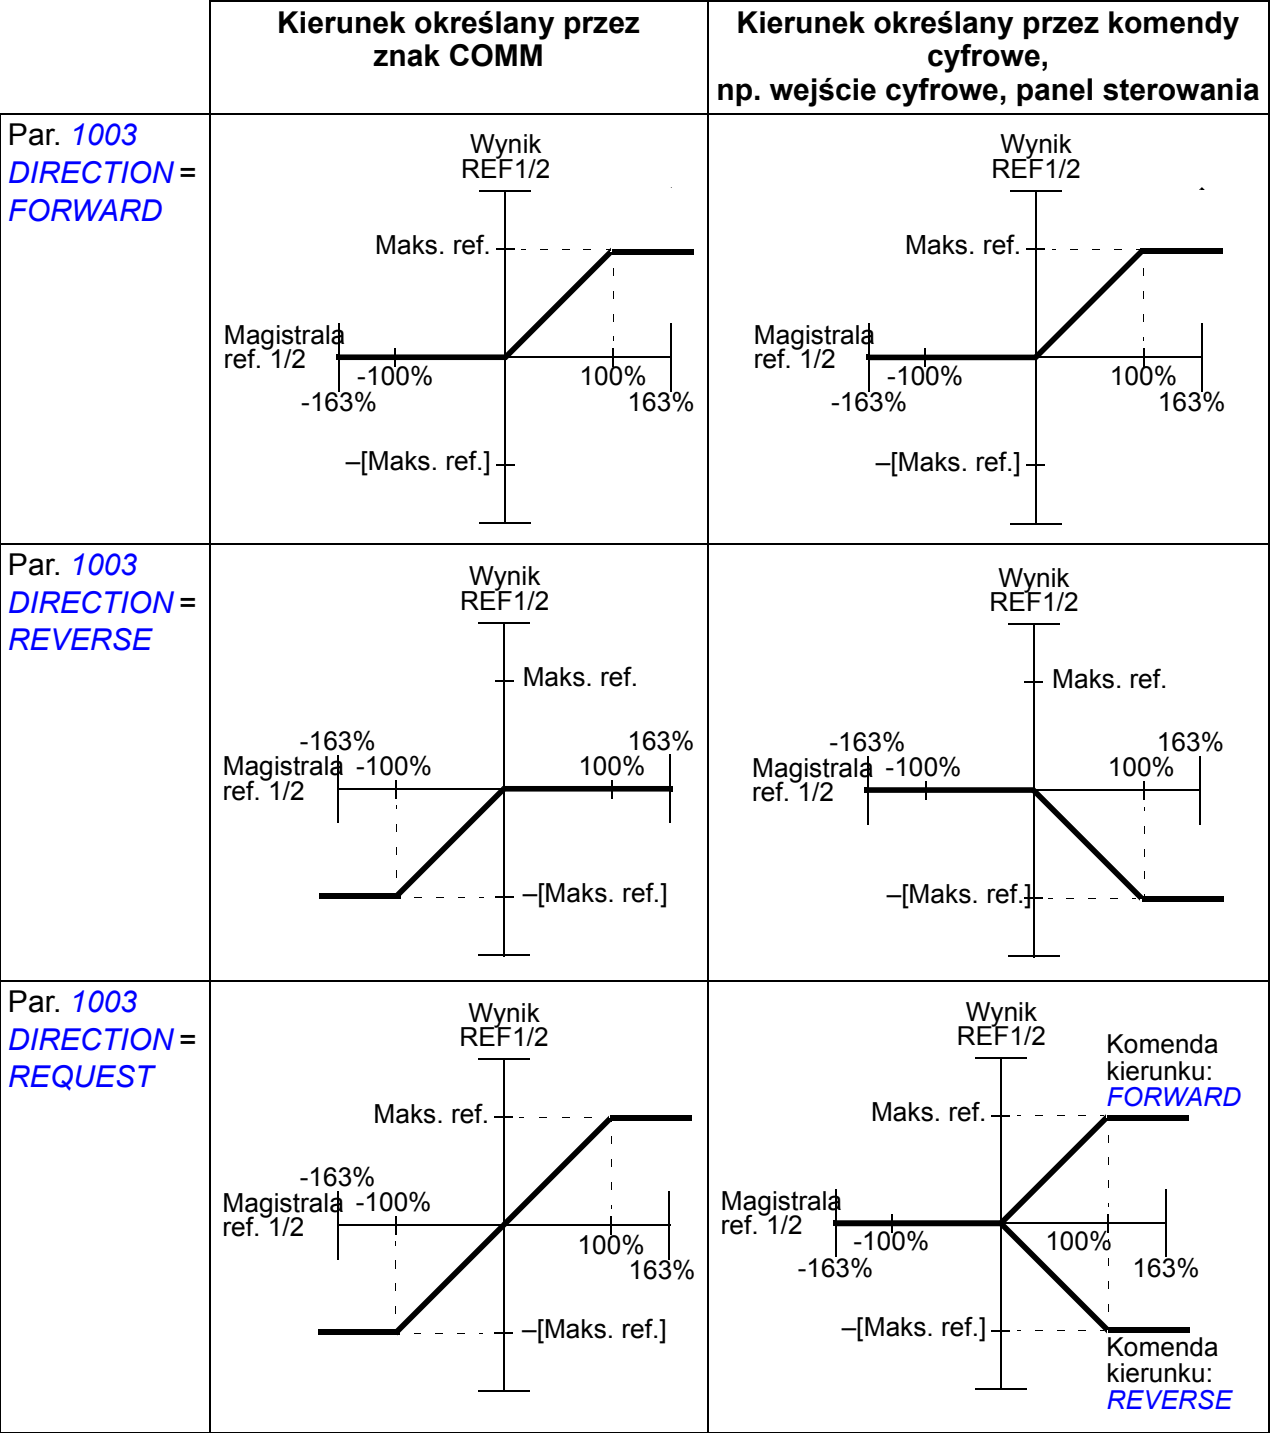 Kierunek określany przez
znak COMM
Kierunek określany przez komendy
cyfrowe,
np. wejście cyfrowe, panel sterowania
Par. 1003
DIRECTION =
FORWARD
Wynik
REF1/2
Maks. ref.
Magistrala
ref. 1/2
-100%
100%
-163%
163%
–[Maks. ref.]
Wynik
REF1/2
Maks. ref.
Magistrala
ref. 1/2
-100%
100%
-163%
163%
–[Maks. ref.]
Par. 1003
DIRECTION =
REVERSE
Wynik
REF1/2
Maks. ref.
-163%
163%
Magistrala
ref. 1/2
-100%
100%
–[Maks. ref.]
Wynik
REF1/2
Maks. ref.
-163%
163%
Magistrala
ref. 1/2
-100%
100%
–[Maks. ref.]
Par. 1003
DIRECTION =
REQUEST
Wynik
REF1/2
Maks. ref.
-163%
Magistrala
ref. 1/2
-100%
100%
163%
–[Maks. ref.]
Wynik
REF1/2
Komenda
kierunku:
FORWARD
Maks. ref.
Magistrala
ref. 1/2
-100%
100%
-163%
163%
–[Maks. ref.]
Komenda
kierunku:
REVERSE